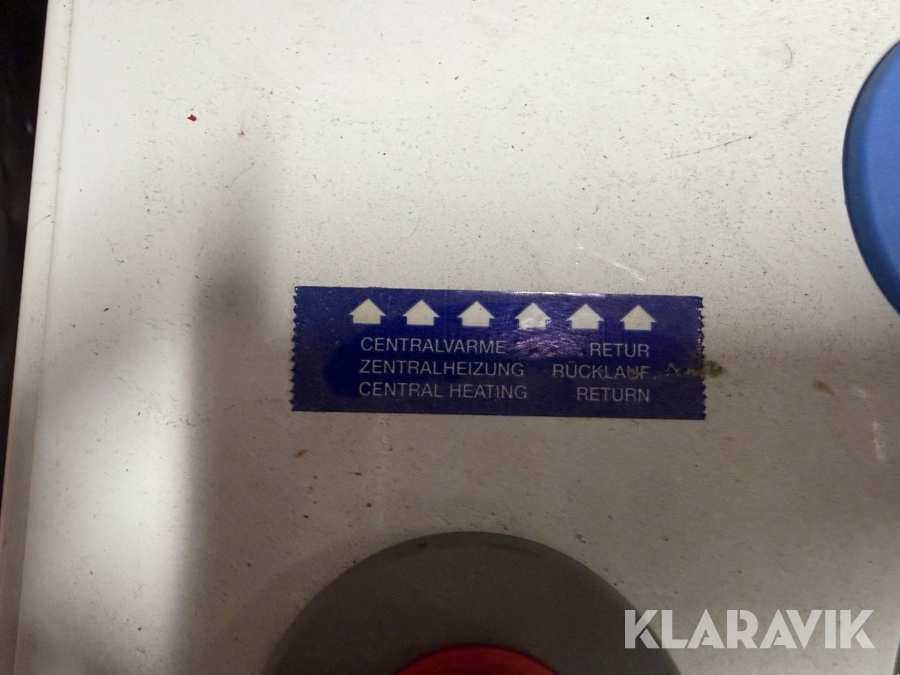 CENTRALVARME RETUR
ZENTRALHEIZUNG RÜCKLAUF
CENTRAL HEATING RETURN
KLARAVIK